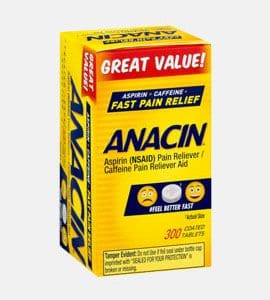 GREAT VALUE!
GREAT
VALUE!
ASPIRIN - CAFFEINE
FAST PAIN RELIEF
ANACIN
ANACIN
Aspirin (NSAID) Pain Reliever /
Caffeine Pain Reliever Aid
#FEEL BETTER FAST
*Actual Size
300 COATED
TABLETS
Tamper Evident: Do not use if foil seal under bottle cap
imprinted with "SEALED FOR YOUR PROTECTION" is
broken or missing.